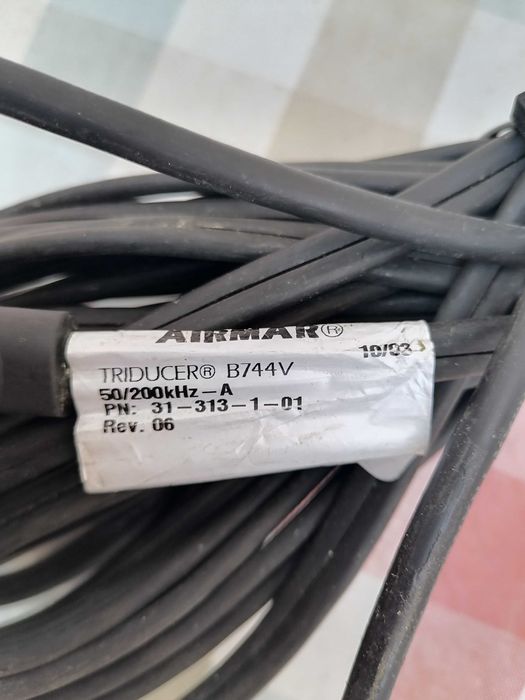 AIRMAR®
10/03
TRIDUCER® B744V
50/200kHz-A
PN: 31-313-1-01
Rev. 06